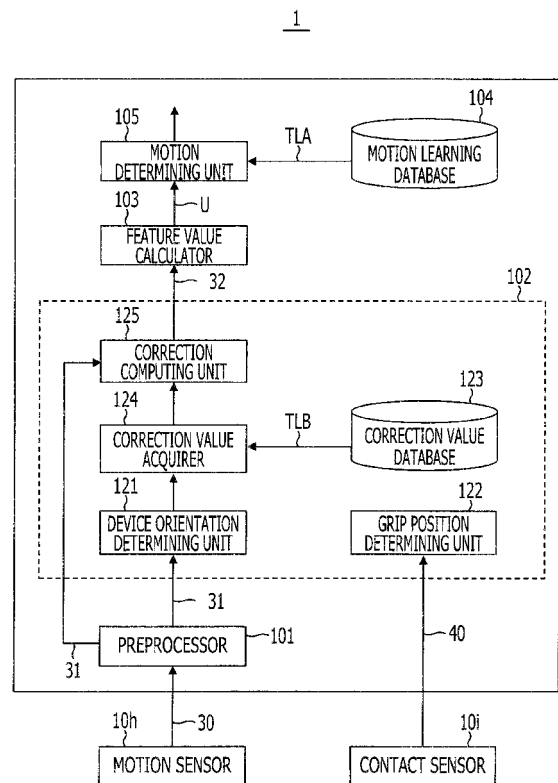 1
105
MOTION
DETERMINING UNIT
TLA
104
MOTION LEARNING
DATABASE
U
103
FEATURE VALUE
CALCULATOR
32
102
125
CORRECTION
COMPUTING UNIT
124
CORRECTION VALUE
ACQUIRER
TLB
123
CORRECTION VALUE
DATABASE
121
DEVICE ORIENTATION
DETERMINING UNIT
122
GRIP POSITION
DETERMINING UNIT
31
31
PREPROCESSOR
101
40
10h
30
MOTION SENSOR
10i
CONTACT SENSOR